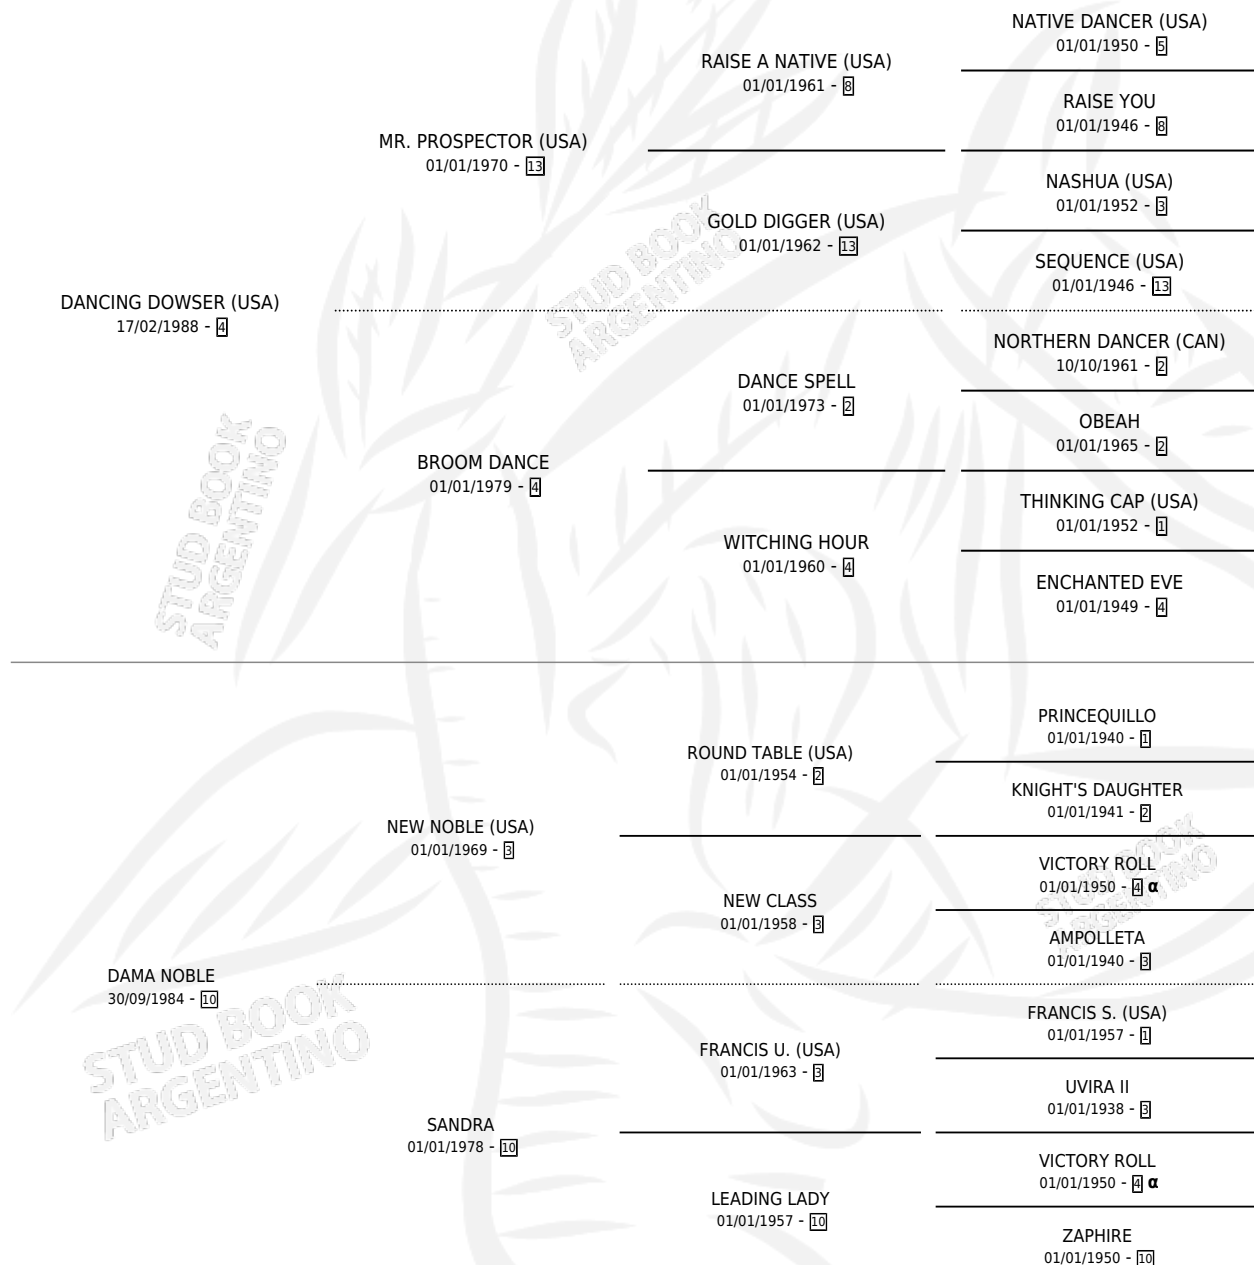 NATIVE DANCER (USA)
01/01/1950 - 5
RAISE A NATIVE (USA)
01/01/1961 - 8
RAISE YOU
01/01/1946 - 8
MR. PROSPECTOR (USA)
01/01/1970 - 13
NASHUA (USA)
01/01/1952 - 3
GOLD DIGGER (USA)
01/01/1962 - 13
SEQUENCE (USA)
01/01/1946 - 13
DANCING DOWSER (USA)
17/02/1988 - 4
STUD BOOK
ARGENTINO
NORTHERN DANCER (CAN)
10/10/1961 - 2
DANCE SPELL
01/01/1973 - 2
OBEAH
01/01/1965 - 2
BROOM DANCE
01/01/1979 - 4
THINKING CAP (USA)
01/01/1952 - 1
WITCHING HOUR
01/01/1960 - 4
ENCHANTED EVE
01/01/1949 - 4
STUD BOOK
ARGENTINO
PRINCEQUILLO
01/01/1940 - 1
ROUND TABLE (USA)
01/01/1954 - 2
KNIGHT'S DAUGHTER
01/01/1941 - 2
NEW NOBLE (USA)
01/01/1969 - 3
VICTORY ROLL
01/01/1950 - 4 α
NEW CLASS
01/01/1958 - 3
AMPOLLETA
01/01/1940 - 3
STUD BOOK
ARGENTINO
DAMA NOBLE
30/09/1984 - 10
FRANCIS S. (USA)
01/01/1957 - 1
FRANCIS U. (USA)
01/01/1963 - 3
UVIRA II
01/01/1938 - 3
STUD BOOK
ARGENTINO
SANDRA
01/01/1978 - 10
VICTORY ROLL
01/01/1950 - 4 α
LEADING LADY
01/01/1957 - 10
ZAPHIRE
01/01/1950 - 10